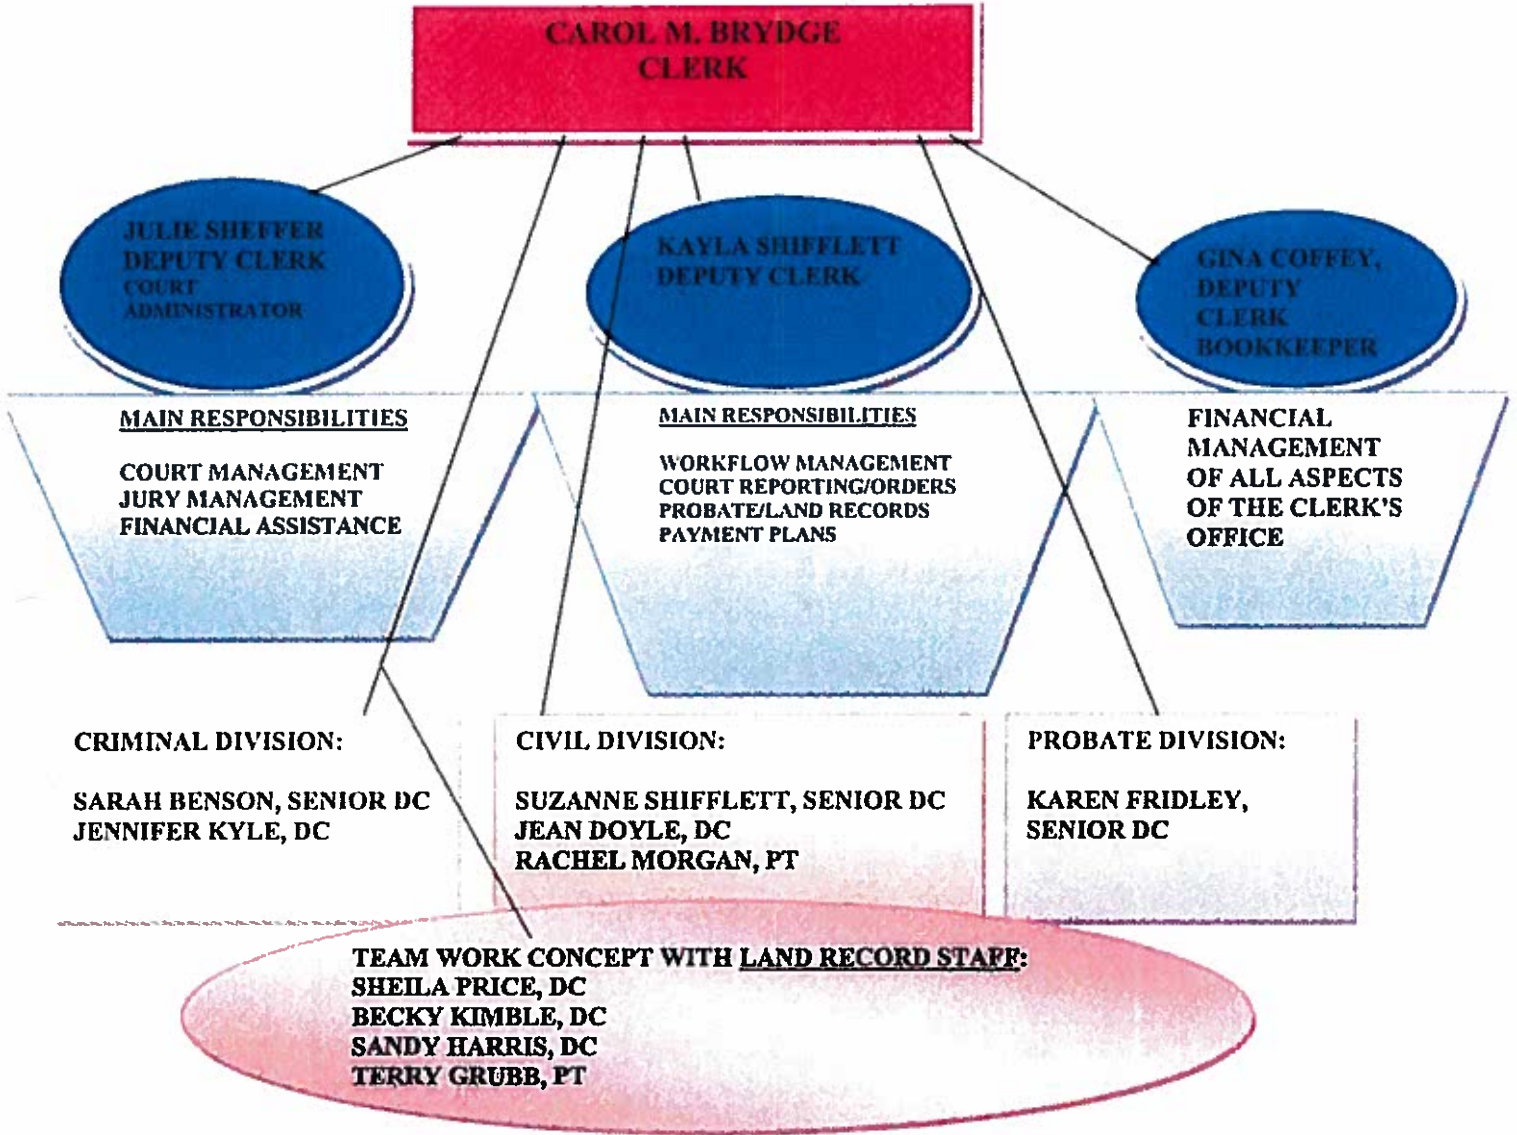 CAROL M. BRYDGE
CLERK
JULIE SHEFFER
DEPUTY CLERK
COURT
ADMINISTRATOR
KAYLA SHIFFLETT
DEPUTY CLERK
GINA COFFEY,
DEPUTY
CLERK
BOOKKEEPER
MAIN RESPONSIBILITIES
COURT MANAGEMENT
JURY MANAGEMENT
FINANCIAL ASSISTANCE
MAIN RESPONSIBILITIES
WORKFLOW MANAGEMENT
COURT REPORTING/ORDERS
PROBATE/LAND RECORDS
PAYMENT PLANS
FINANCIAL
MANAGEMENT
OF ALL ASPECTS
OF THE CLERK'S
OFFICE
CRIMINAL DIVISION:
SARAH BENSON, SENIOR DC
JENNIFER KYLE, DC
CIVIL DIVISION:
SUZANNE SHIFFLETT, SENIOR DC
JEAN DOYLE, DC
RACHEL MORGAN, PT
PROBATE DIVISION:
KAREN FRIDLEY,
SENIOR DC
TEAM WORK CONCEPT WITH LAND RECORD STAFF:
SHEILA PRICE, DC
BECKY KIMBLE, DC
SANDY HARRIS, DC
TERRY GRUBB, PT